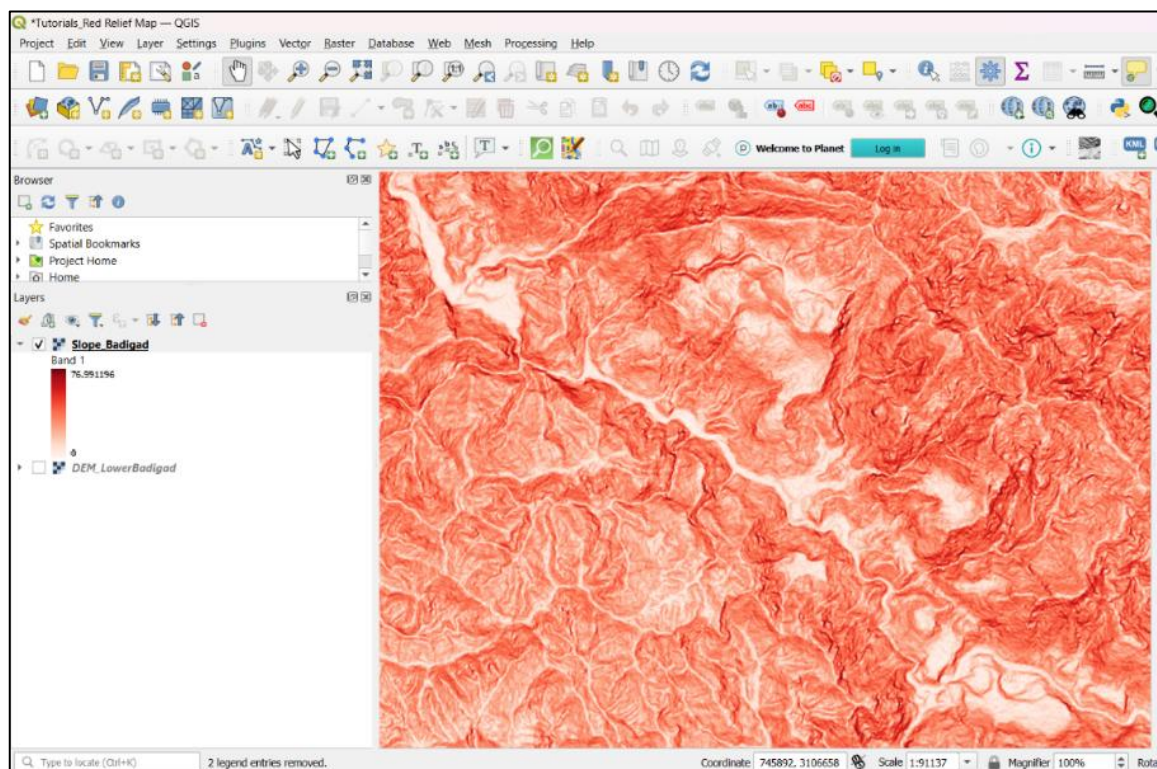 *Tutorials_Red Relief Map — QGIS
Project Edit View Layer Settings Plugins Vector Raster Database Web Mesh Processing Help
Welcome to Planet Log in
KML
Browser
Favorites
Spatial Bookmarks
Project Home
Home
Layers
Slope_Badigad
Band 1
76.991196
0
DEM_LowerBadigad
Type to locate (Ctrl+K) 2 legend entries removed. Coordinate 745892, 3106658 Scale 1:91137 Magnifier 100% Rota